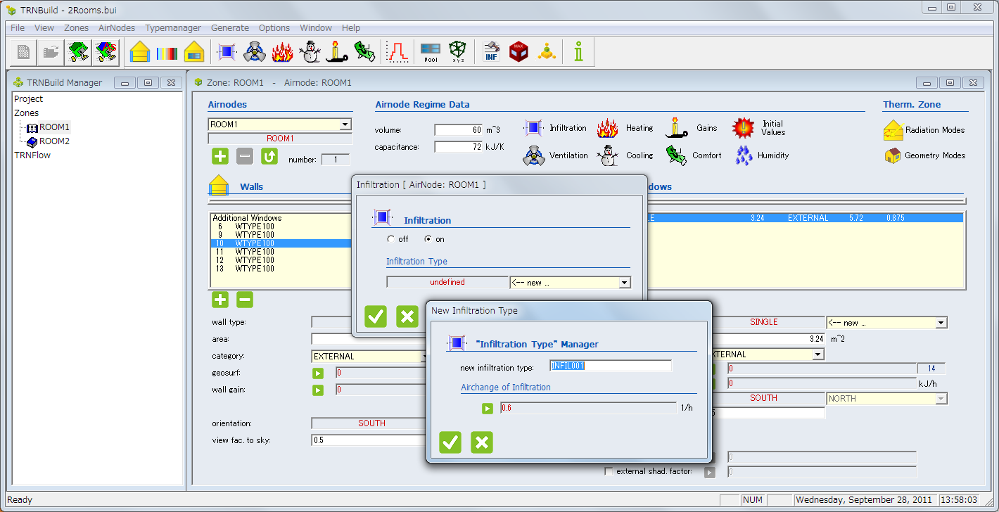 TRNBuild - 2Rooms.bui
File View Zones AirNodes Typemanager Generate Options Window Help
Pool
x y z
INF
MAX
TRNBuild Manager
Project
Zones
ROOM1
ROOM2
TRNFlow
Zone: ROOM1 - Airnode: ROOM1
Airnodes
ROOM1
ROOM1
number: 1
Airnode Regime Data
volume: 60 m^3
capacitance: 72 kJ/K
Infiltration Heating Gains Initial Values
Ventilation Cooling Comfort Humidity
Therm. Zone
Radiation Modes
Geometry Modes
Walls
dows
Additional Windows
6 WTYPE100
9 WTYPE100
10 WTYPE100
11 WTYPE100
12 WTYPE100
13 WTYPE100
LE 3.24 EXTERNAL 5.72 0.875
Infiltration [ AirNode: ROOM1 ]
Infiltration
off on
Infiltration Type
undefined <-- new ...
New Infiltration Type
"Infiltration Type" Manager
new infiltration type: INFIL001
Airchange of Infiltration
0.6 1/h
wall type:
area:
category: EXTERNAL
geosurf: 0
wall gain: 0
orientation: SOUTH
view fac. to sky: 0.5
SINGLE <-- new ...
3.24 m^2
XTERNAL
0 14
0 kJ/h
SOUTH NORTH
5
0
external shad. factor: 0
Ready
NUM Wednesday, September 28, 2011 13:58:03